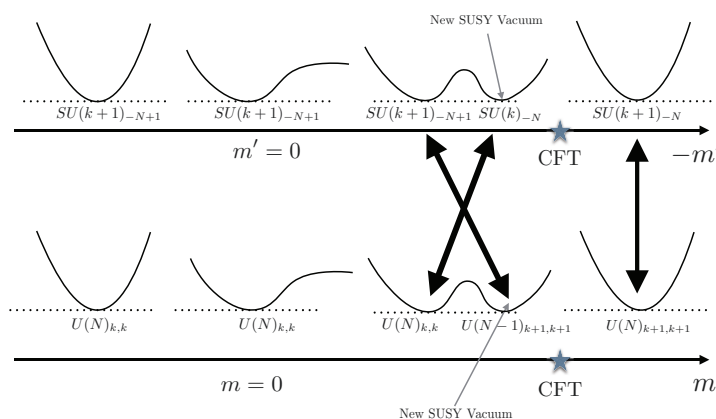 New SUSY Vacuum
SU(k+1)_{-N+1} SU(k+1)_{-N+1} SU(k+1)_{-N+1} SU(k)_{-N} SU(k+1)_{-N}
m′ = 0 CFT −m′
U(N)_{k,k} U(N)_{k,k} U(N)_{k,k} U(N−1)_{k+1,k+1} U(N)_{k+1,k+1}
m = 0 CFT m
New SUSY Vacuum